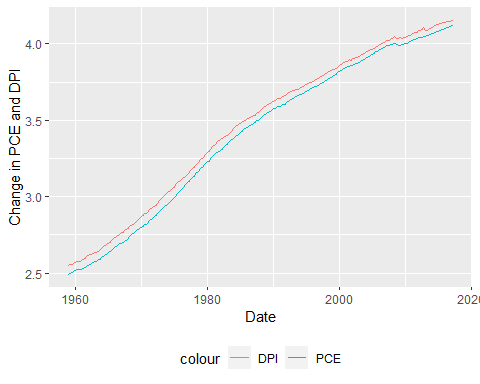 Change in PCE and DPI
4.0
3.5
3.0
2.5
1960 1980 2000 2020
Date
colour DPI PCE